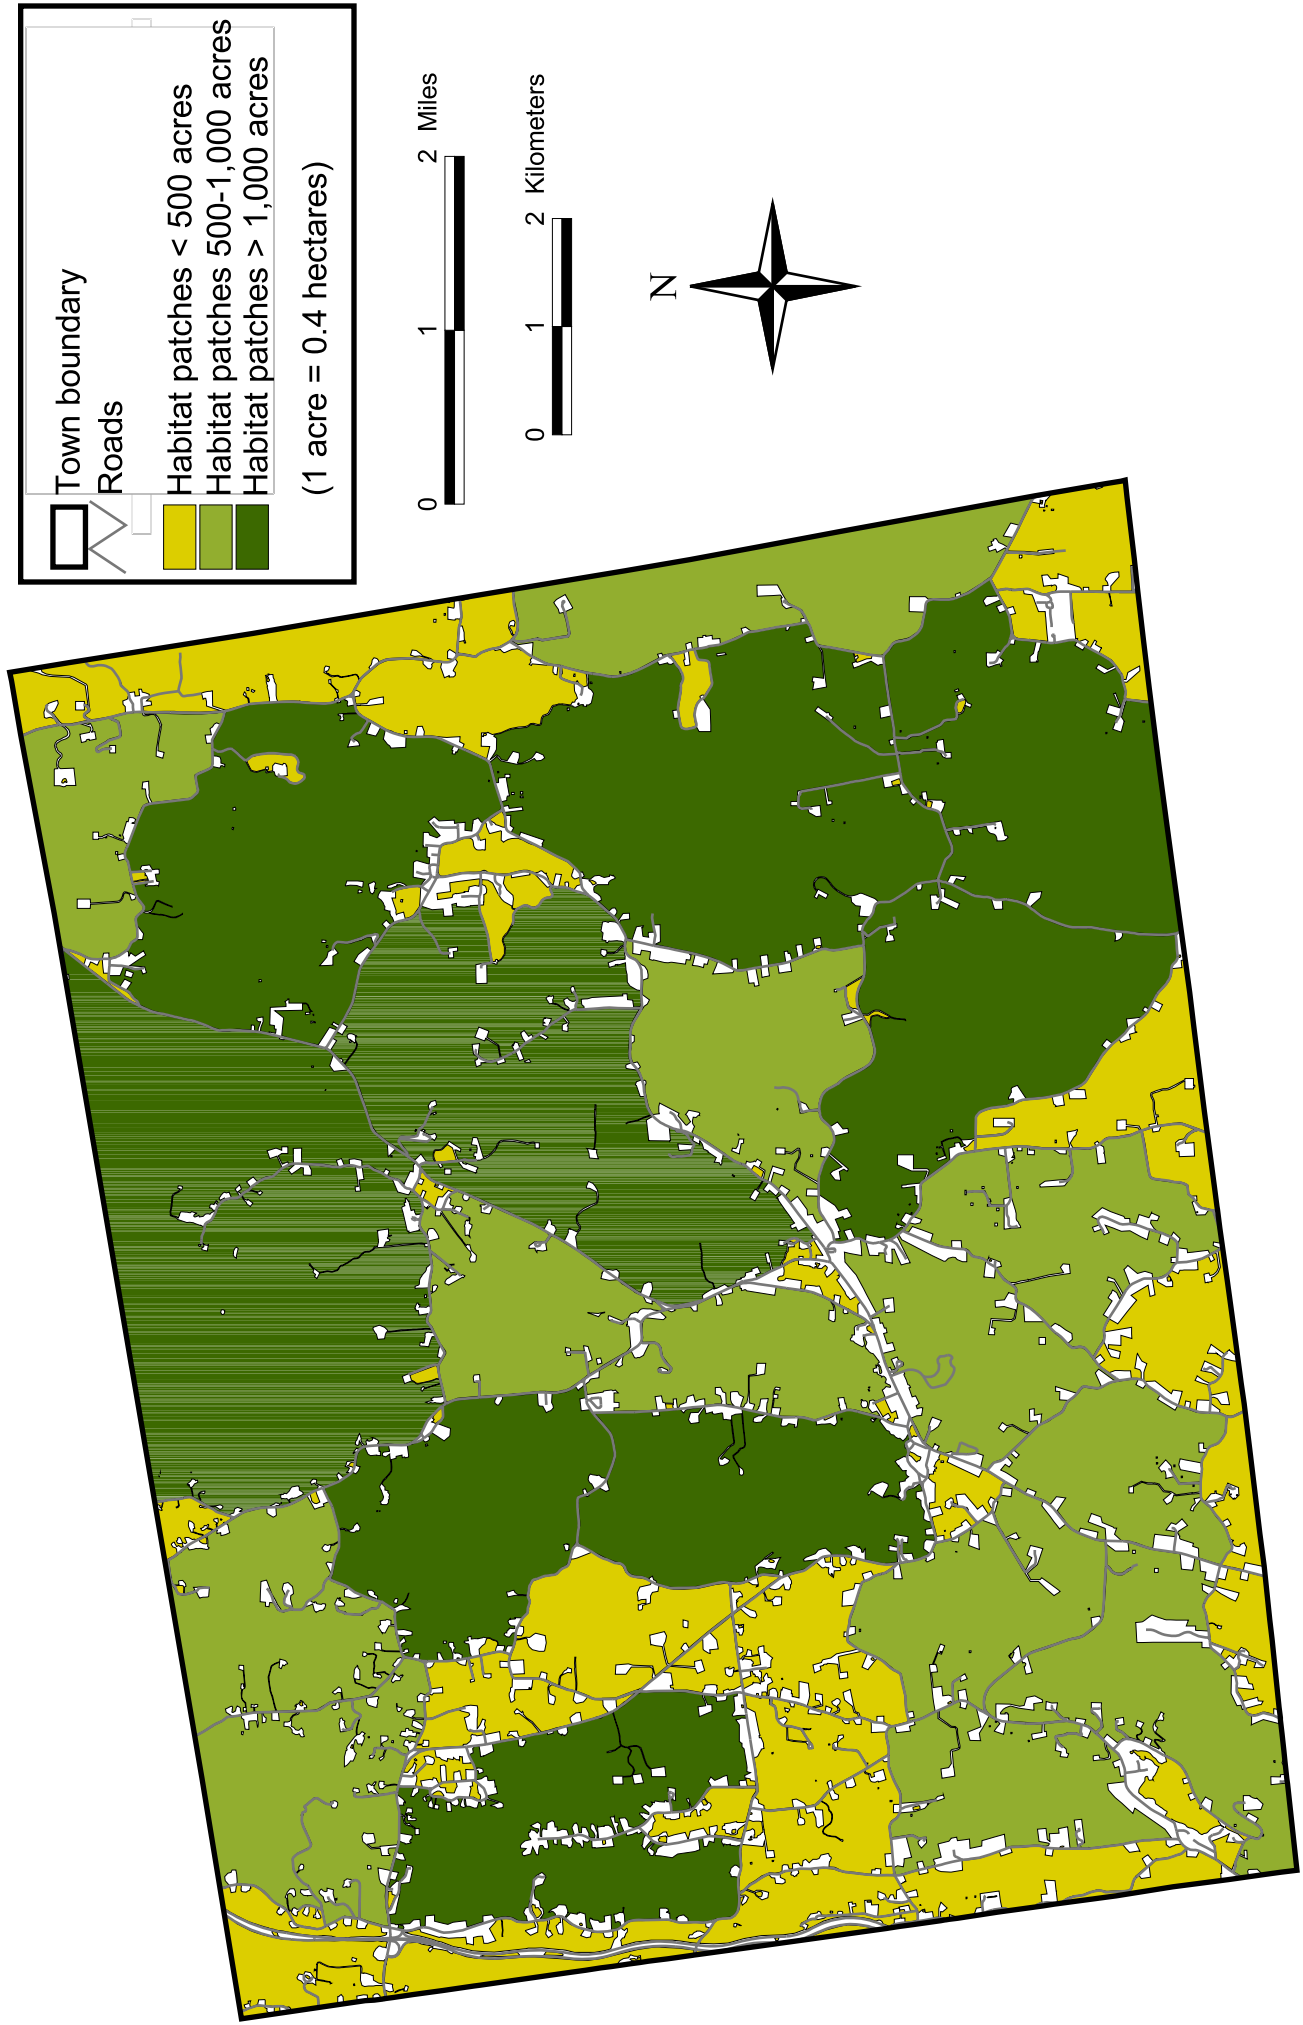 Town boundary
Roads
Habitat patches < 500 acres
Habitat patches 500-1,000 acres
Habitat patches > 1,000 acres
(1 acre = 0.4 hectares)
0 1 2 Miles
0 1 2 Kilometers
N